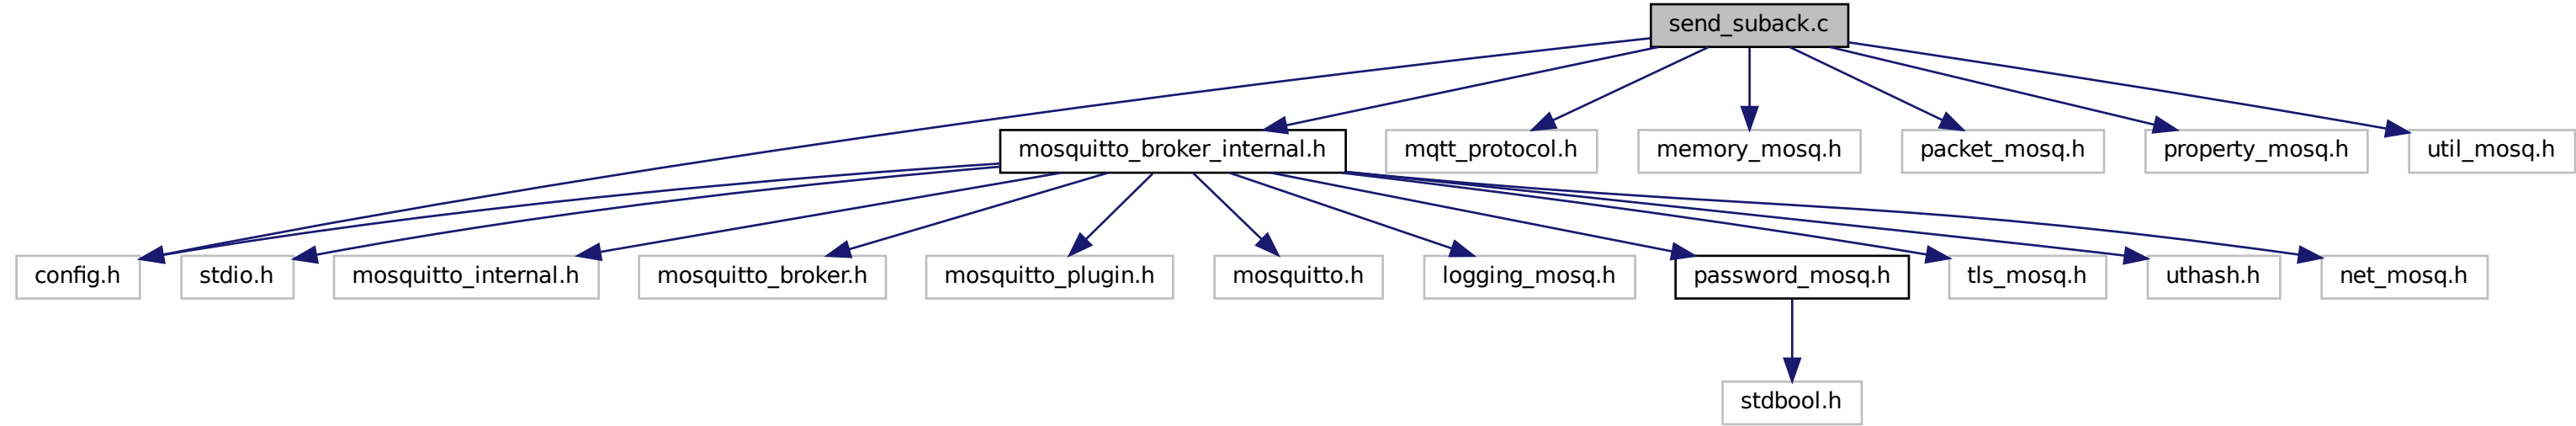 send_suback.c
mosquitto_broker_internal.h
mqtt_protocol.h
memory_mosq.h
packet_mosq.h
property_mosq.h
util_mosq.h
config.h
stdio.h
mosquitto_internal.h
mosquitto_broker.h
mosquitto_plugin.h
mosquitto.h
logging_mosq.h
password_mosq.h
tls_mosq.h
uthash.h
net_mosq.h
stdbool.h